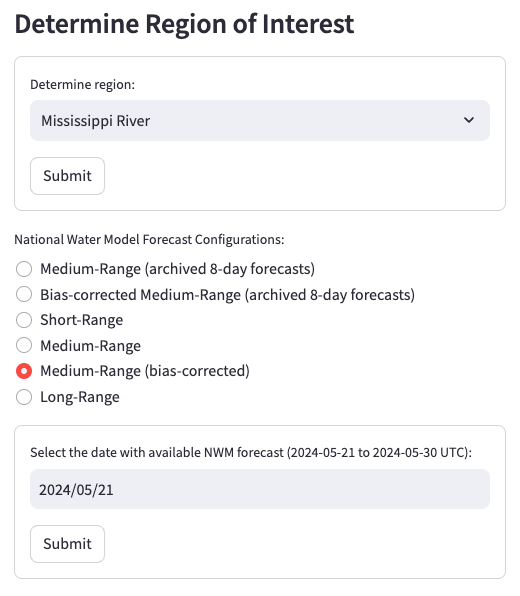 Determine Region of Interest
Determine region:
Mississippi River
Submit
National Water Model Forecast Configurations:
Medium-Range (archived 8-day forecasts)
Bias-corrected Medium-Range (archived 8-day forecasts)
Short-Range
Medium-Range
Medium-Range (bias-corrected)
Long-Range
Select the date with available NWM forecast (2024-05-21 to 2024-05-30 UTC):
2024/05/21
Submit